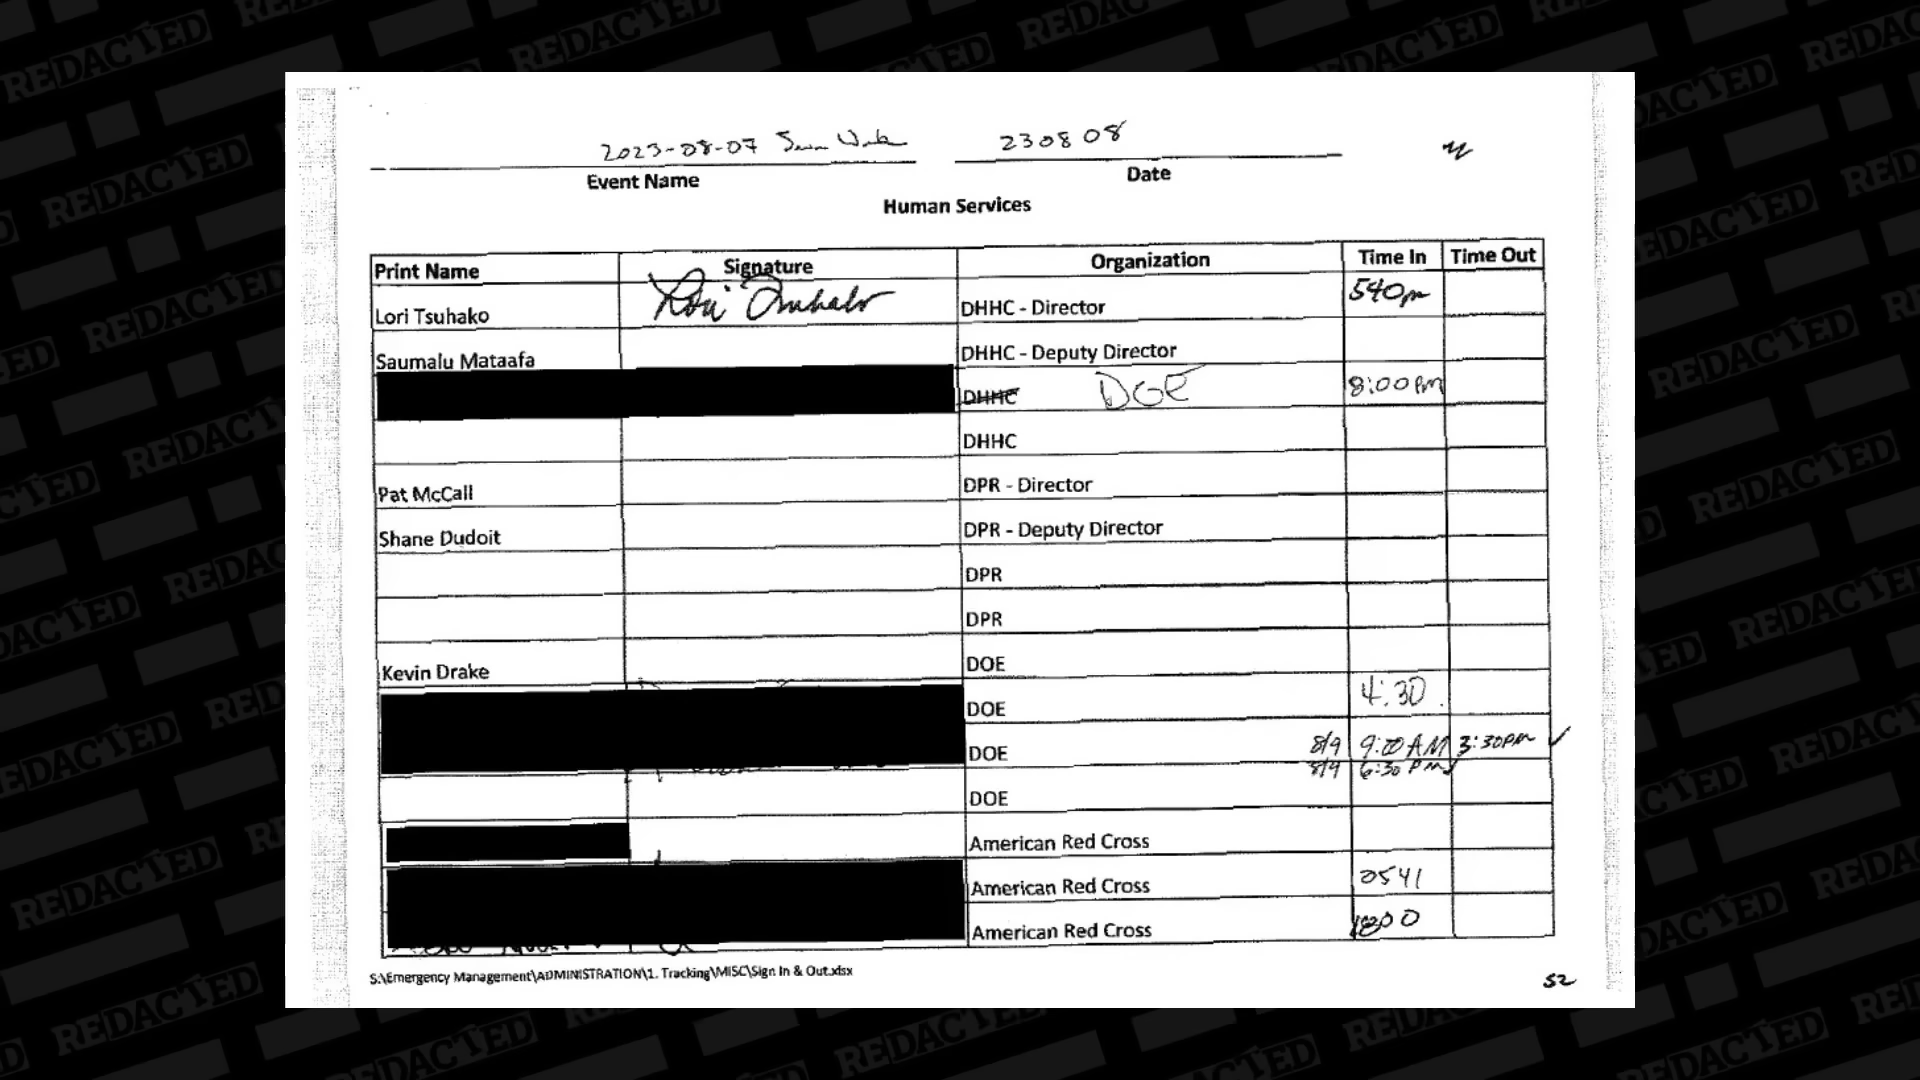 2023-08-07 230808
Event Name Date
Human Services
Print Name Signature Organization Time In Time Out
Lori Tsuhako Lori Tsuhako DHHC - Director 540pm
Saumalu Mataafa DHHC - Deputy Director
DHHC DOE 8:00pm
DHHC
Pat McCall DPR - Director
Shane Dudoit DPR - Deputy Director
DPR
DPR
Kevin Drake DOE
DOE 4:30
DOE 8/9 9:00 AM 3:30PM
8/9 6:30 PM
DOE
American Red Cross
American Red Cross 0541
American Red Cross 1800
S:\Emergency Management\ADMINISTRATION\1. Tracking\MISC\Sign In & Out.xlsx
52
REDACTED